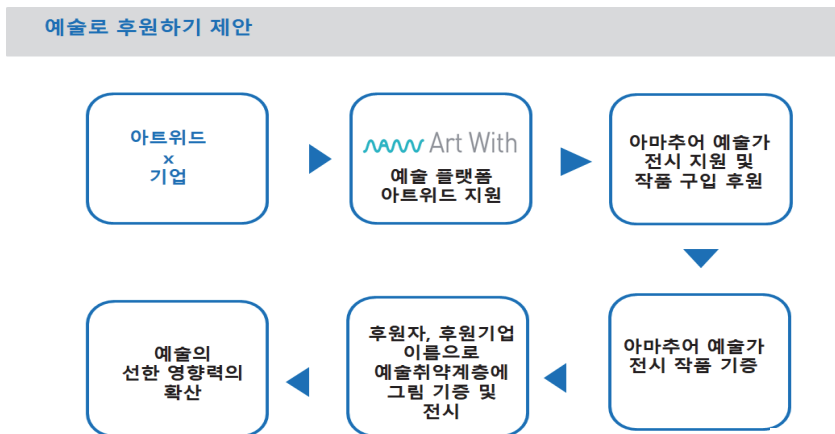 예술로 후원하기 제안
아트위드
x
기업
Art With
예술 플랫폼
아트위드 지원
아마추어 예술가
전시 지원 및
작품 구입 후원
아마추어 예술가
전시 작품 기증
후원자, 후원기업
이름으로
예술취약계층에
그림 기증 및
전시
예술의
선한 영향력의
확산